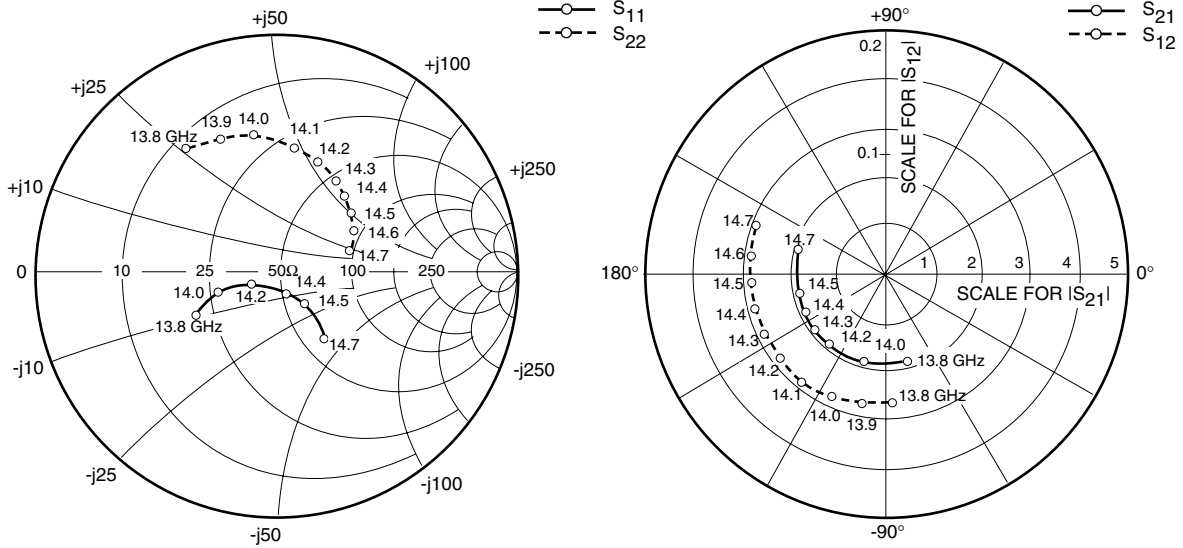 S11
S22
+j50
+j25
+j100
+j10
+j250
0
10
25
50Ω
100
250
-j10
-j250
-j25
-j100
-j50
13.8 GHz
13.9
14.0
14.1
14.2
14.3
14.4
14.5
14.6
14.7
13.8 GHz
14.0
14.2
14.4
14.5
14.7
S21
S12
+90°
0.2
SCALE FOR |S12|
0.1
180°
0°
1
2
3
4
5
SCALE FOR |S21|
-90°
14.7
14.6
14.5
14.4
14.3
14.2
14.1
14.0
13.9
13.8 GHz
14.7
14.5
14.4
14.3
14.2
14.0
13.8 GHz